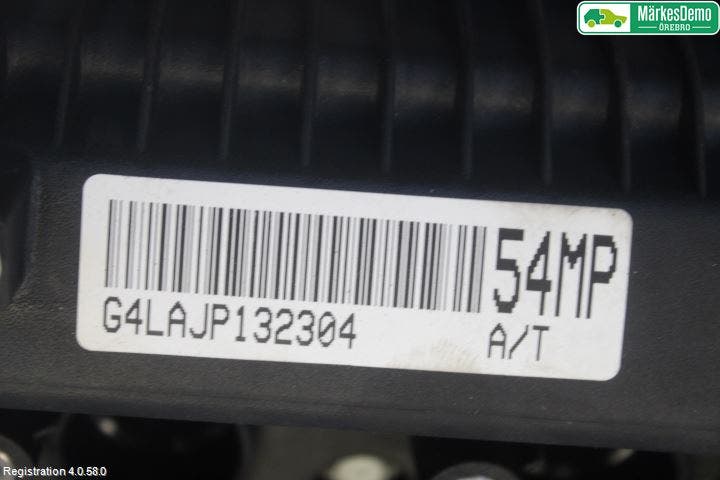 MärkesDemo
ÖREBRO
54MP
G4LAJP132304
A/T
Registration 4.0.58.0